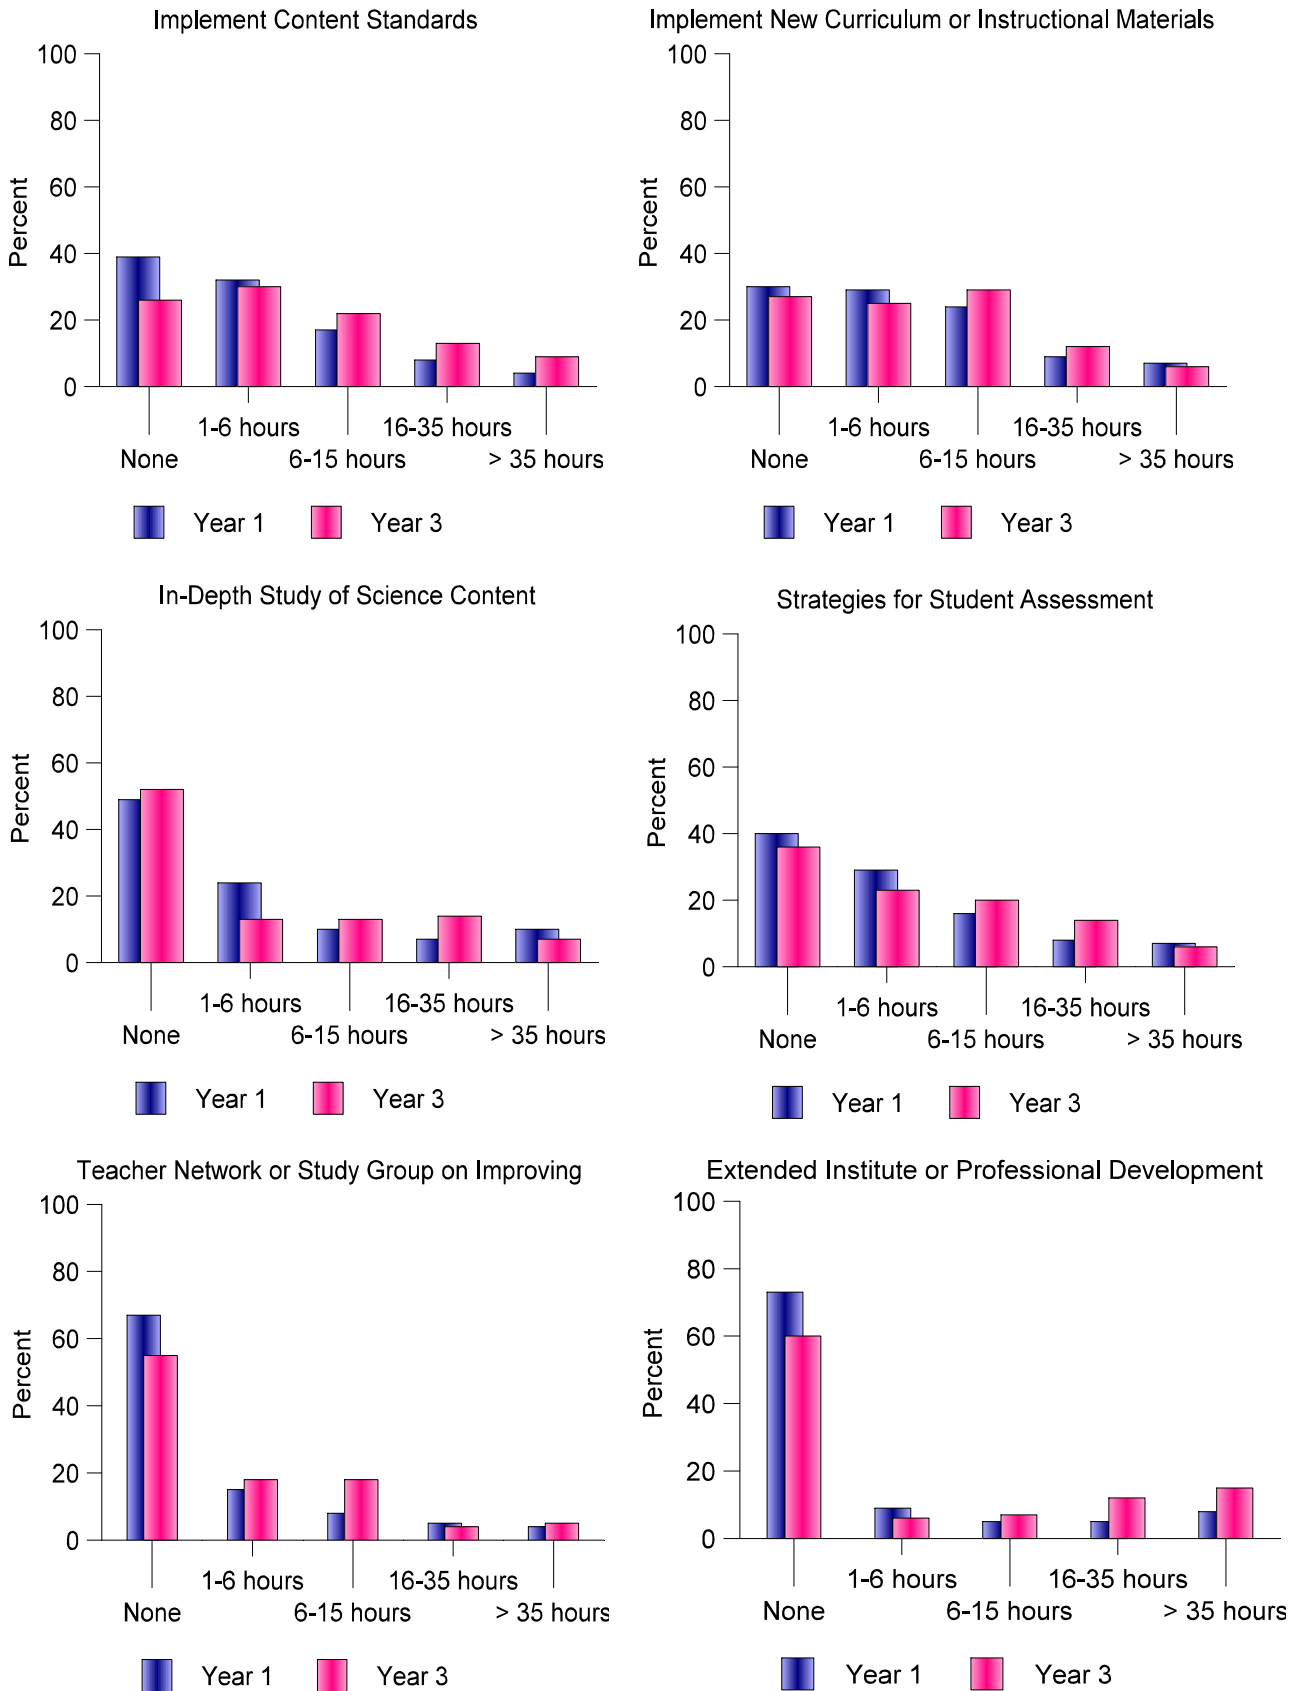 Implement Content Standards
100
80
60
40
20
0
Percent
1-6 hours
16-35 hours
None
6-15 hours
> 35 hours
Year 1
Year 3
Implement New Curriculum or Instructional Materials
100
80
60
40
20
0
Percent
1-6 hours
16-35 hours
None
6-15 hours
> 35 hours
Year 1
Year 3
In-Depth Study of Science Content
100
80
60
40
20
0
Percent
1-6 hours
16-35 hours
None
6-15 hours
> 35 hours
Year 1
Year 3
Strategies for Student Assessment
100
80
60
40
20
0
Percent
1-6 hours
16-35 hours
None
6-15 hours
> 35 hours
Year 1
Year 3
Teacher Network or Study Group on Improving
100
80
60
40
20
0
Percent
1-6 hours
16-35 hours
None
6-15 hours
> 35 hours
Year 1
Year 3
Extended Institute or Professional Development
100
80
60
40
20
0
Percent
1-6 hours
16-35 hours
None
6-15 hours
> 35 hours
Year 1
Year 3